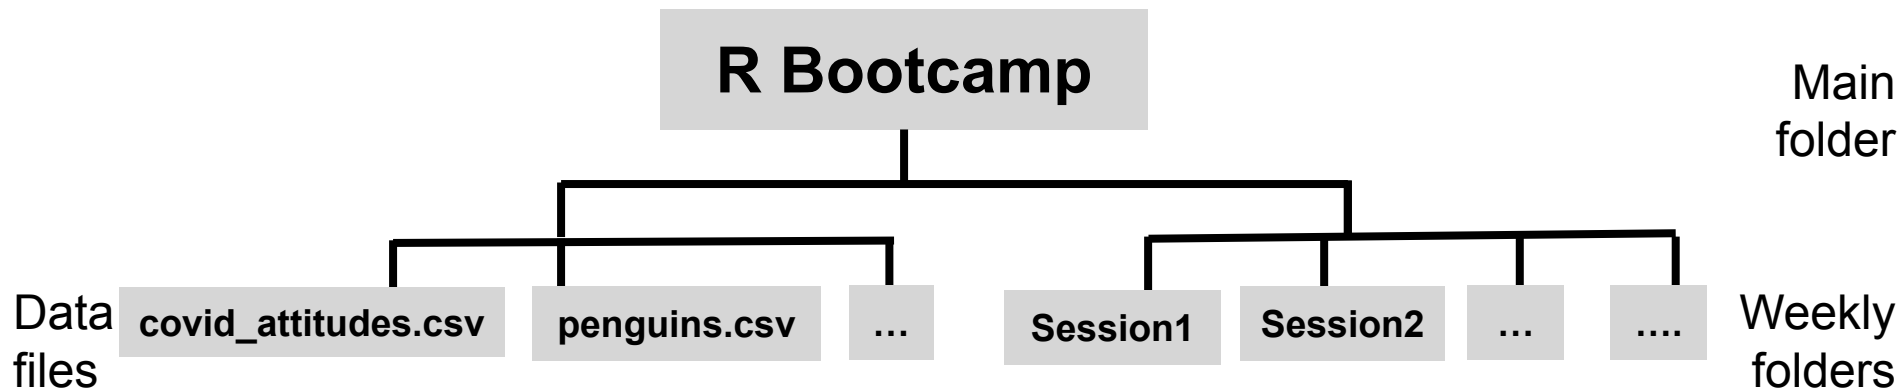 R Bootcamp
Main
folder
Data
files
covid_attitudes.csv
penguins.csv
...
Session1
Session2
...
....
Weekly
folders